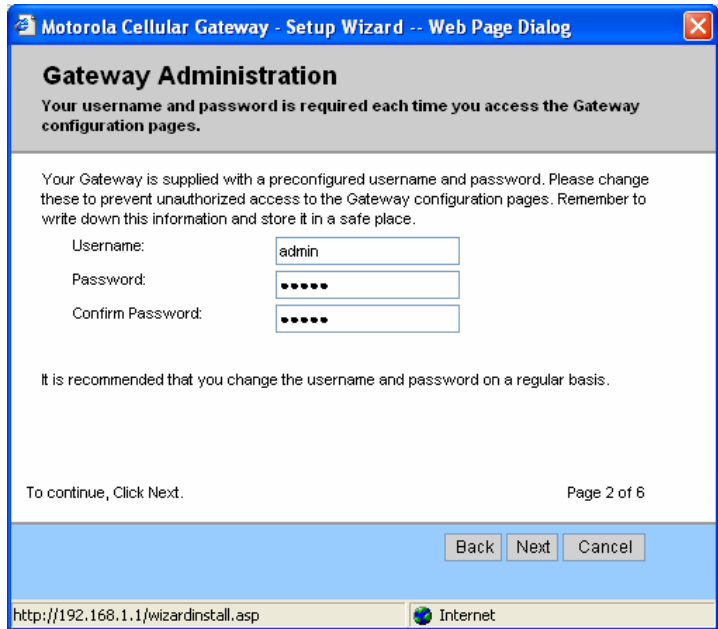 Motorola Cellular Gateway - Setup Wizard -- Web Page Dialog
Gateway Administration
Your username and password is required each time you access the Gateway
configuration pages.
Your Gateway is supplied with a preconfigured username and password. Please change
these to prevent unauthorized access to the Gateway configuration pages. Remember to
write down this information and store it in a safe place.
Username: admin
Password: •••••
Confirm Password: •••••
It is recommended that you change the username and password on a regular basis.
To continue, Click Next. Page 2 of 6
Back Next Cancel
http://192.168.1.1/wizardinstall.asp Internet